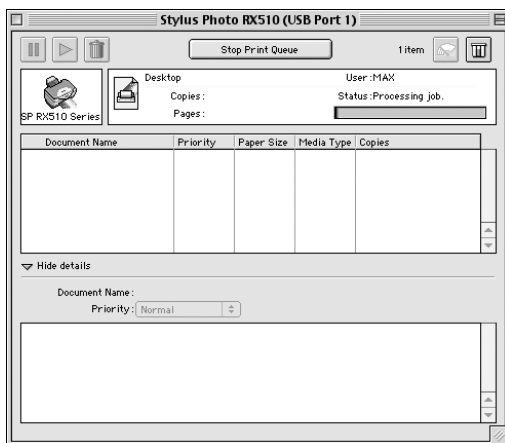 Stylus Photo RX510 (USB Port 1)
Stop Print Queue 1 item
Desktop User:MAX
Copies: Status:Processing job.
SP RX510 Series Pages:
Document Name Priority Paper Size Media Type Copies
Hide details
Document Name:
Priority: Normal